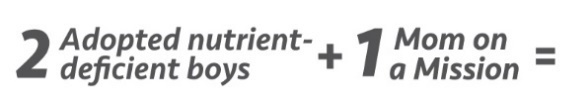 2 Adopted nutrient- + 1 Mom on =
deficient boys a Mission